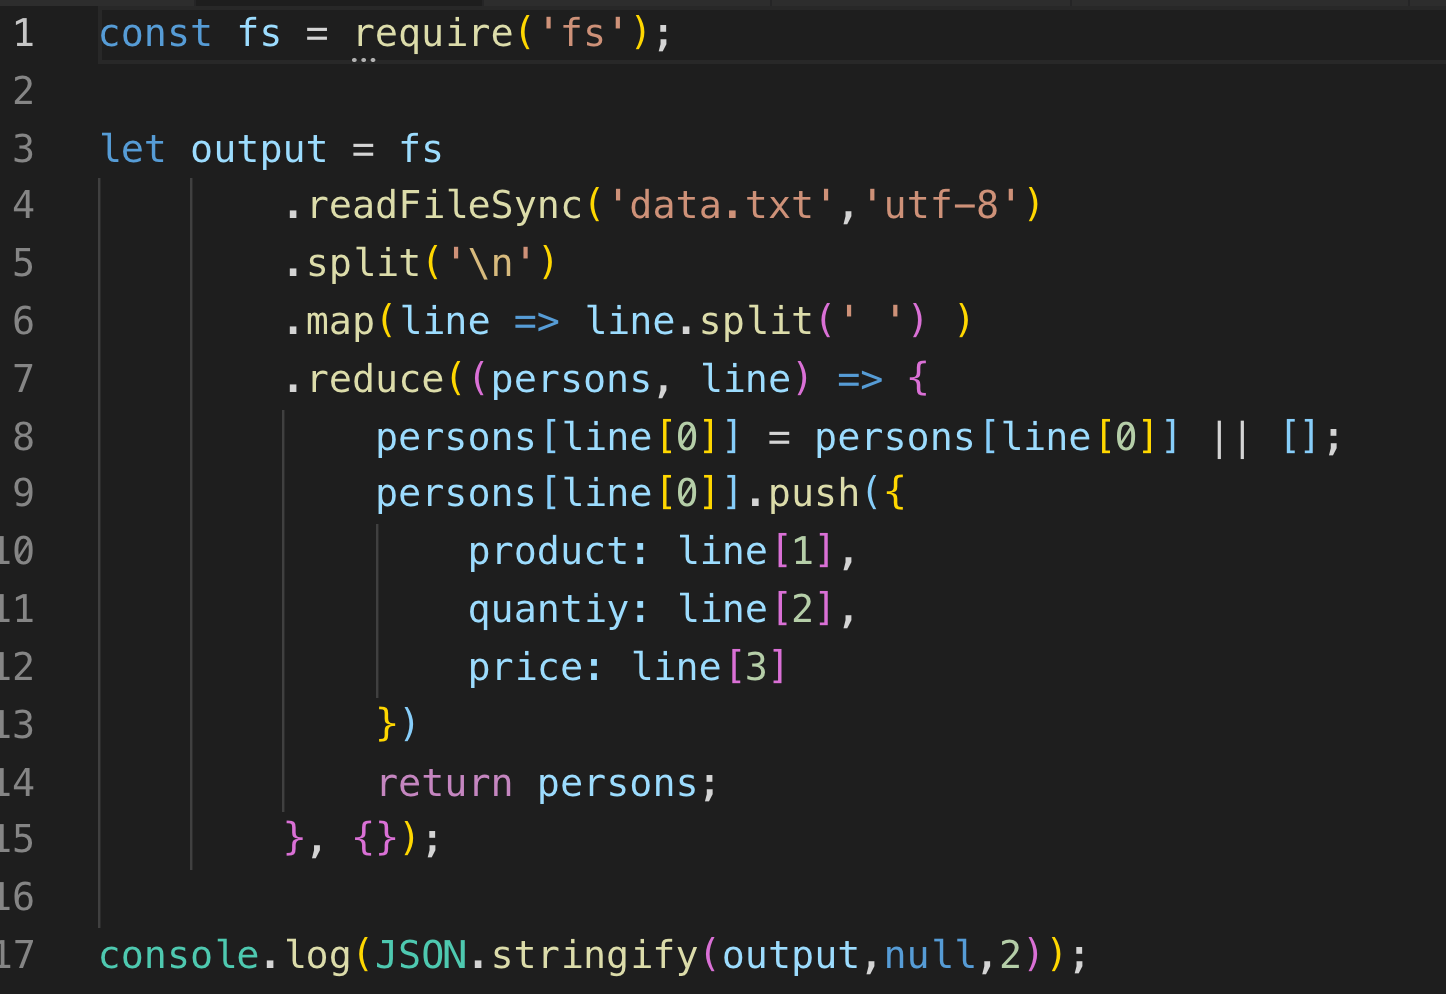 1 const fs = require('fs');
2
3 let output = fs
4 .readFileSync('data.txt','utf-8')
5 .split('\n')
6 .map(line => line.split(' ') )
7 .reduce((persons, line) => {
8 persons[line[0]] = persons[line[0]] || [];
9 persons[line[0]].push({
10 product: line[1],
11 quantiy: line[2],
12 price: line[3]
13 })
14 return persons;
15 }, {});
16
17 console.log(JSON.stringify(output,null,2));